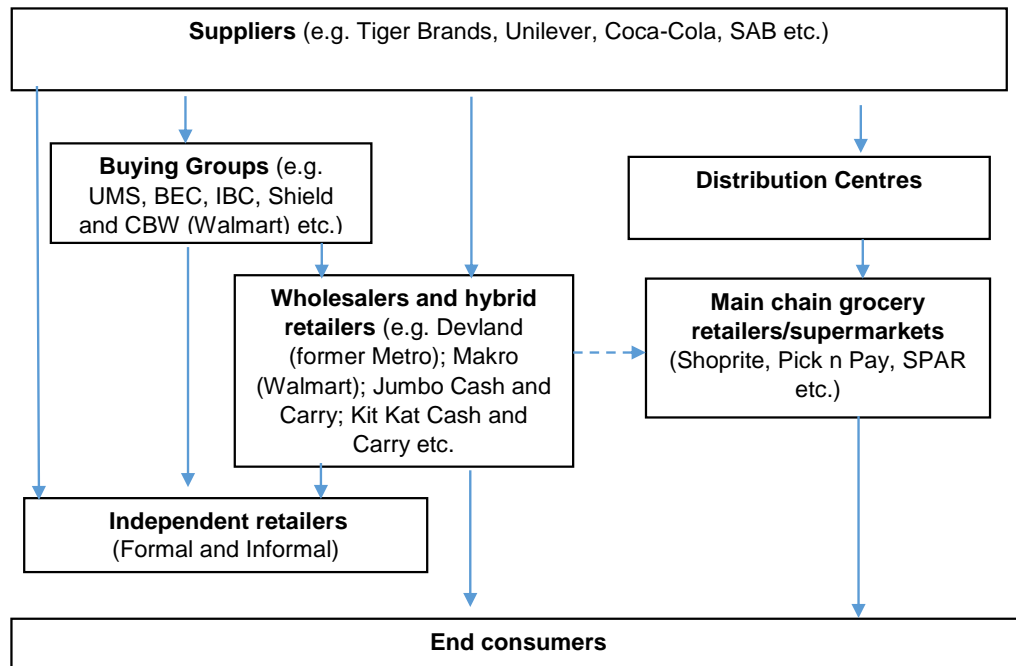 Suppliers (e.g. Tiger Brands, Unilever, Coca-Cola, SAB etc.)
Buying Groups (e.g.
UMS, BEC, IBC, Shield
and CBW (Walmart) etc.)
Distribution Centres
Wholesalers and hybrid
retailers (e.g. Devland
(former Metro); Makro
(Walmart); Jumbo Cash and
Carry; Kit Kat Cash and
Carry etc.
Main chain grocery
retailers/supermarkets
(Shoprite, Pick n Pay, SPAR
etc.)
Independent retailers
(Formal and Informal)
End consumers